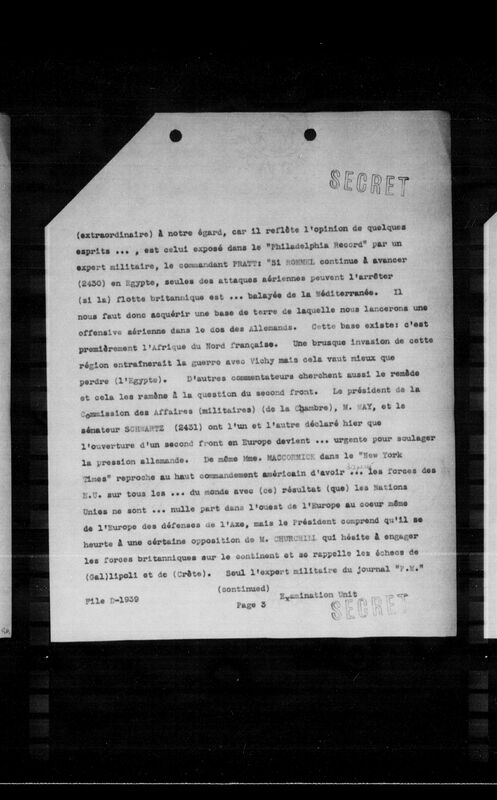 SECRET
(extraordinaire) à notre égard, car il reflète l'opinion de quelques
esprits ... , est celui exposé dans le "Philadelphia Record" par un
expert militaire, le commandant PRATT: "Si ROMMEL continue à avancer
(2430) en Egypte, seules des attaques aériennes peuvent l'arrêter
(si la) flotte britannique est ... balayée de la Méditerranée. Il
nous faut donc acquérir une base de terre de laquelle nous lancerons une
offensive aérienne dans le dos des Allemands. Cette base existe: c'est
premièrement l'Afrique du Nord française. Une brusque invasion de cette
région entraînerait la guerre avec Vichy mais cela vaut mieux que
perdre (l'Egypte). D'autres commentateurs cherchent aussi le remède
et cela les ramène à la question du second front. Le président de la
Commission des Affaires (militaires) (de la Chambre), M. MAY, et le
sénateur SCHWARTZ (2431) ont l'un et l'autre déclaré hier que
l'ouverture d'un second front en Europe devient ... urgente pour soulager
la pression allemande. De même Mme. MACCORMICK dans le "New York
Times" reproche au haut commandement américain d'avoir ... les forces des
E.U. sur tous les ... du monde avec (ce) résultat (que) les Nations
Unies ne sont ... nulle part dans l'ouest de l'Europe au coeur même
de l'Europe des défenses de l'Axe, mais le Président comprend qu'il se
heurte à une certaine opposition de M. CHURCHILL qui hésite à engager
les forces britanniques sur le continent et se rappelle les échecs de
(Gal)lipoli et de (Crète). Seul l'expert militaire du journal "P.M."
(continued)
File D-1939
Page 3
Examination Unit
SECRET